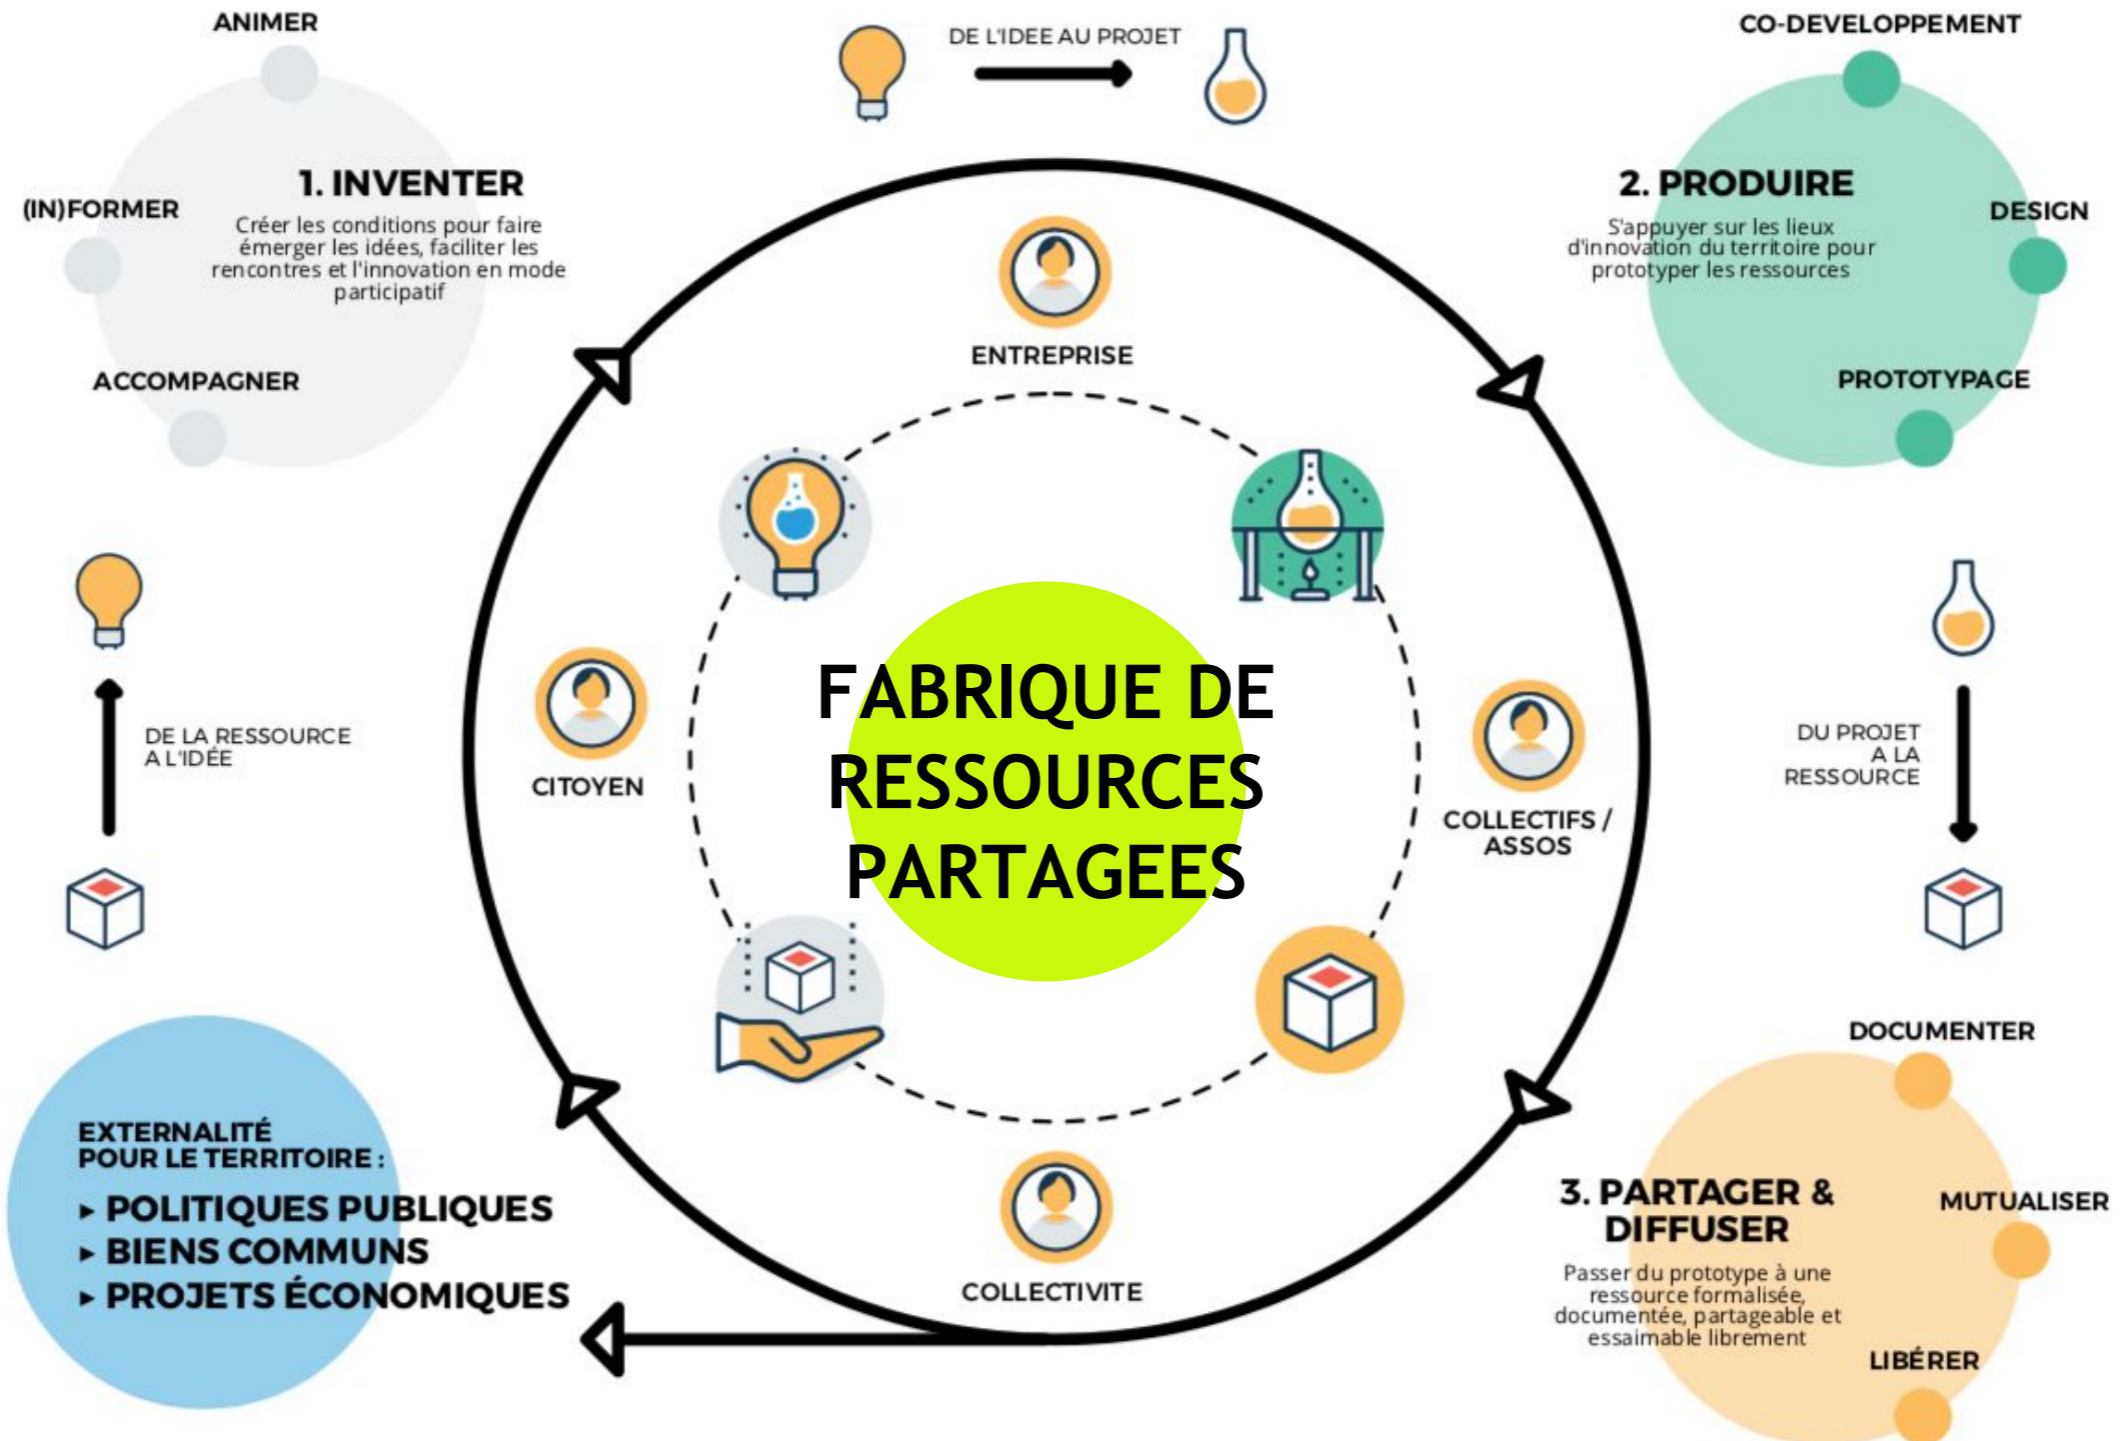 ANIMER
(IN)FORMER
1. INVENTER
Créer les conditions pour faire
émerger les idées, faciliter les
rencontres et l'innovation en mode
participatif
ACCOMPAGNER
DE L'IDEE AU PROJET
CO-DEVELOPPEMENT
2. PRODUIRE
S'appuyer sur les lieux
d'innovation du territoire pour
prototyper les ressources
DESIGN
PROTOTYPAGE
ENTREPRISE
DE LA RESSOURCE
A L'IDÉE
CITOYEN
FABRIQUE DE
RESSOURCES
PARTAGEES
COLLECTIFS /
ASSOS
DU PROJET
A LA
RESSOURCE
EXTERNALITÉ
POUR LE TERRITOIRE :
▸ POLITIQUES PUBLIQUES
▸ BIENS COMMUNS
▸ PROJETS ÉCONOMIQUES
COLLECTIVITE
DOCUMENTER
3. PARTAGER &
DIFFUSER
Passer du prototype à une
ressource formalisée,
documentée, partageable et
essaimable librement
MUTUALISER
LIBÉRER